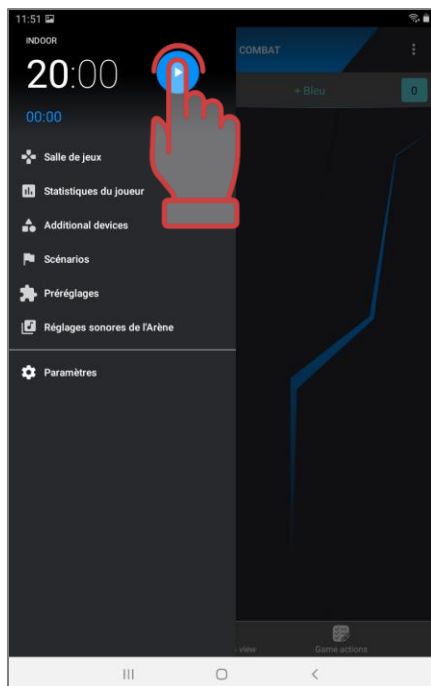 11:51
INDOOR
COMBAT
20:00
+ Bleu
0
00:00
Salle de jeux
Statistiques du joueur
Additional devices
Scénarios
Préréglages
Réglages sonores de l'Arène
Paramètres
view
Game actions